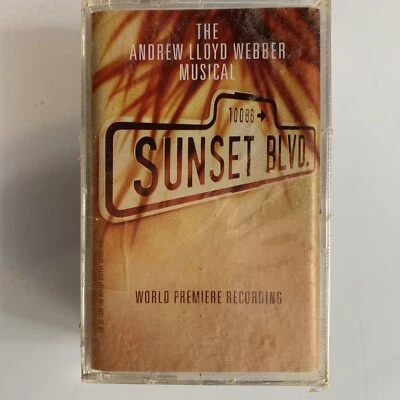 THE
ANDREW LLOYD WEBBER
MUSICAL
10086 →
SUNSET BLVD.
WORLD PREMIERE RECORDING